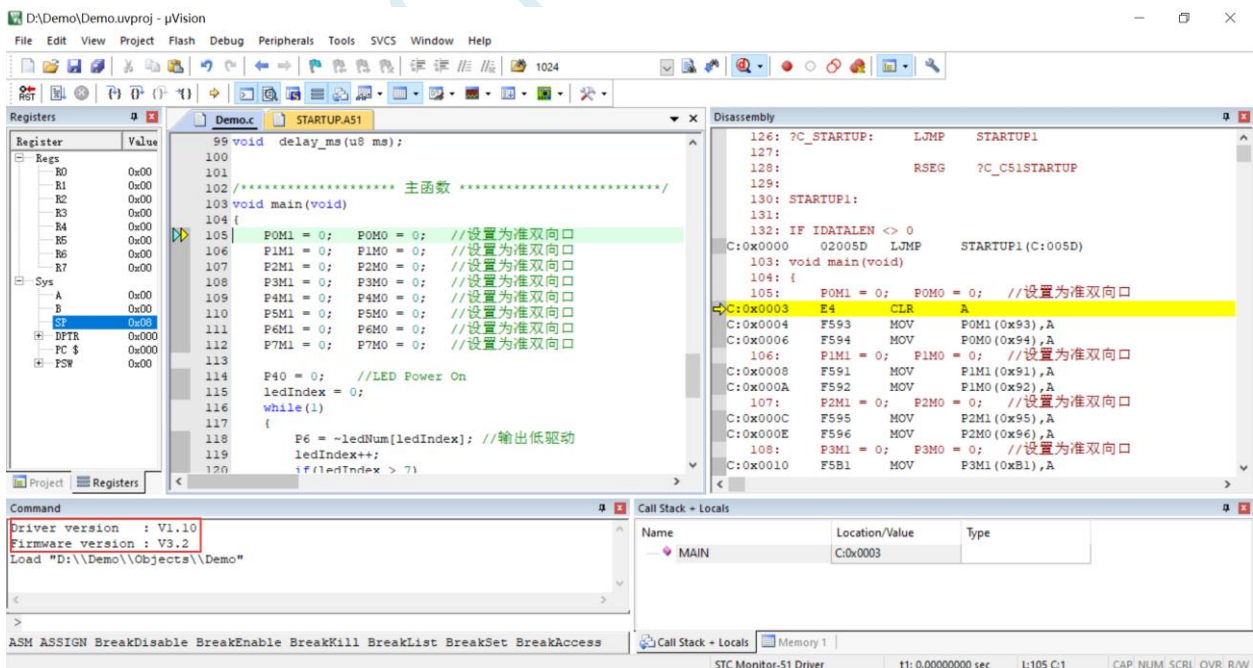 D:\Demo\Demo.uvproj - µVision
File Edit View Project Flash Debug Peripherals Tools SVCS Window Help
1024
RST
Registers
Register Value
Regs
R0 0x00
R1 0x00
R2 0x00
R3 0x00
R4 0x00
R5 0x00
R6 0x00
R7 0x00
Sys
A 0x00
B 0x00
SP 0x08
DPTR 0x000
PC $ 0x000
PSW 0x00
Project Registers
Demo.c STARTUP.A51
99 void delay_ms(u8 ms);
100
101
102 /******************** 主函数 **************************/
103 void main(void)
104 {
105 P0M1 = 0; P0M0 = 0; //设置为准双向口
106 P1M1 = 0; P1M0 = 0; //设置为准双向口
107 P2M1 = 0; P2M0 = 0; //设置为准双向口
108 P3M1 = 0; P3M0 = 0; //设置为准双向口
109 P4M1 = 0; P4M0 = 0; //设置为准双向口
110 P5M1 = 0; P5M0 = 0; //设置为准双向口
111 P6M1 = 0; P6M0 = 0; //设置为准双向口
112 P7M1 = 0; P7M0 = 0; //设置为准双向口
113
114 P40 = 0; //LED Power On
115 ledIndex = 0;
116 while(1)
117 {
118 P6 = ~ledNum[ledIndex]; //输出低驱动
119 ledIndex++;
120 if(ledIndex > 7)
Disassembly
126: ?C_STARTUP: LJMP STARTUP1
127:
128: RSEG ?C_C51STARTUP
129:
130: STARTUP1:
131:
132: IF IDATALEN <> 0
C:0x0000 02005D LJMP STARTUP1(C:005D)
103: void main(void)
104: {
105: P0M1 = 0; P0M0 = 0; //设置为准双向口
C:0x0003 E4 CLR A
C:0x0004 F593 MOV P0M1(0x93),A
C:0x0006 F594 MOV P0M0(0x94),A
106: P1M1 = 0; P1M0 = 0; //设置为准双向口
C:0x0008 F591 MOV P1M1(0x91),A
C:0x000A F592 MOV P1M0(0x92),A
107: P2M1 = 0; P2M0 = 0; //设置为准双向口
C:0x000C F595 MOV P2M1(0x95),A
C:0x000E F596 MOV P2M0(0x96),A
108: P3M1 = 0; P3M0 = 0; //设置为准双向口
C:0x0010 F5B1 MOV P3M1(0xB1),A
Command
Driver version : V1.10
Firmware version : V3.2
Load "D:\\Demo\\Objects\\Demo"
>
ASM ASSIGN BreakDisable BreakEnable BreakKill BreakList BreakSet BreakAccess
Call Stack + Locals
Name Location/Value Type
MAIN C:0x0003
Call Stack + Locals Memory 1
STC Monitor-51 Driver t1: 0.00000000 sec L:105 C:1 CAP NUM SCRL OVR R/W